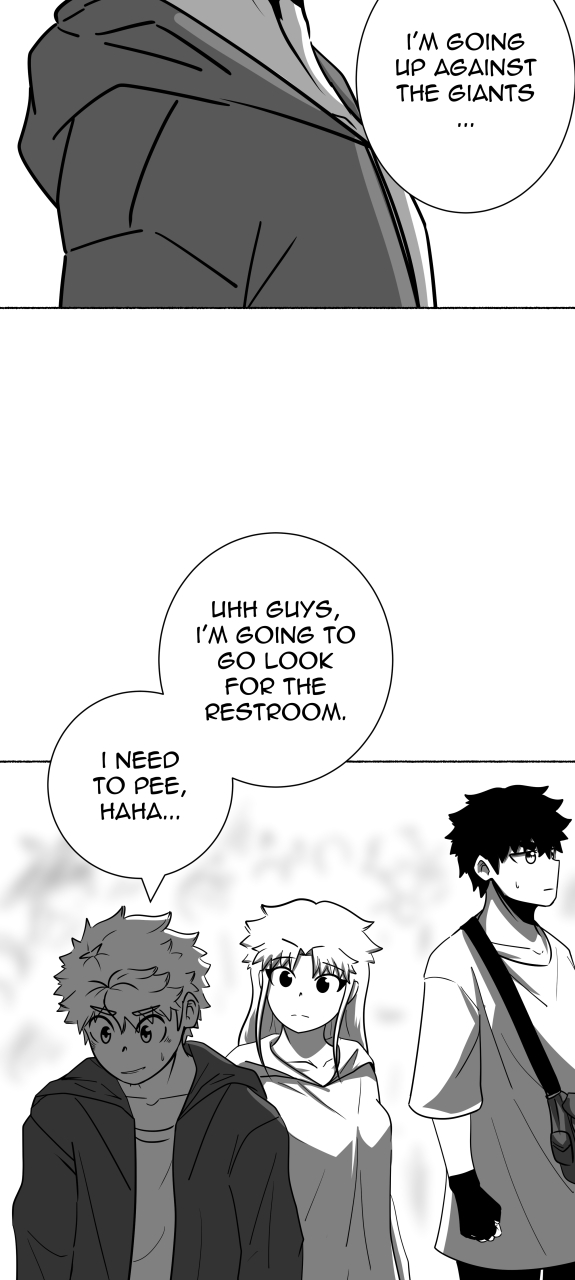 I'M GOING
UP AGAINST
THE GIANTS
...
UHH GUYS,
I'M GOING TO
GO LOOK
FOR THE
RESTROOM.
I NEED
TO PEE,
HAHA...